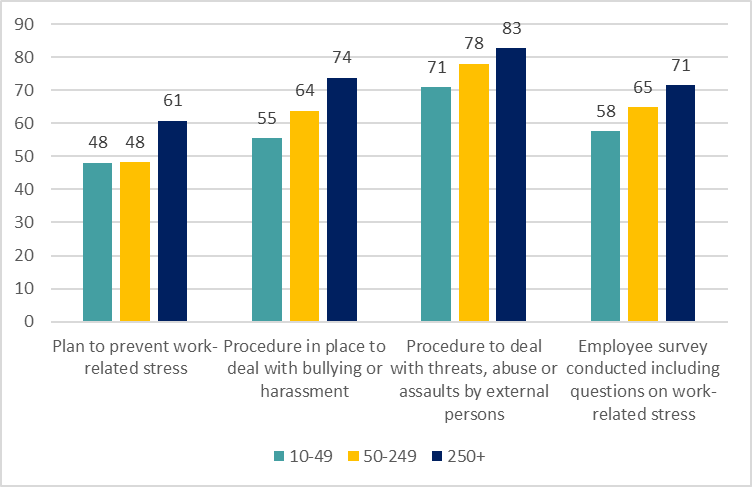 90
80
70
60
50
40
30
20
10
0
48
48
61
55
64
74
71
78
83
58
65
71
Plan to prevent work-
related stress
Procedure in place to
deal with bullying or
harassment
Procedure to deal
with threats, abuse or
assaults by external
persons
Employee survey
conducted including
questions on work-
related stress
10-49
50-249
250+